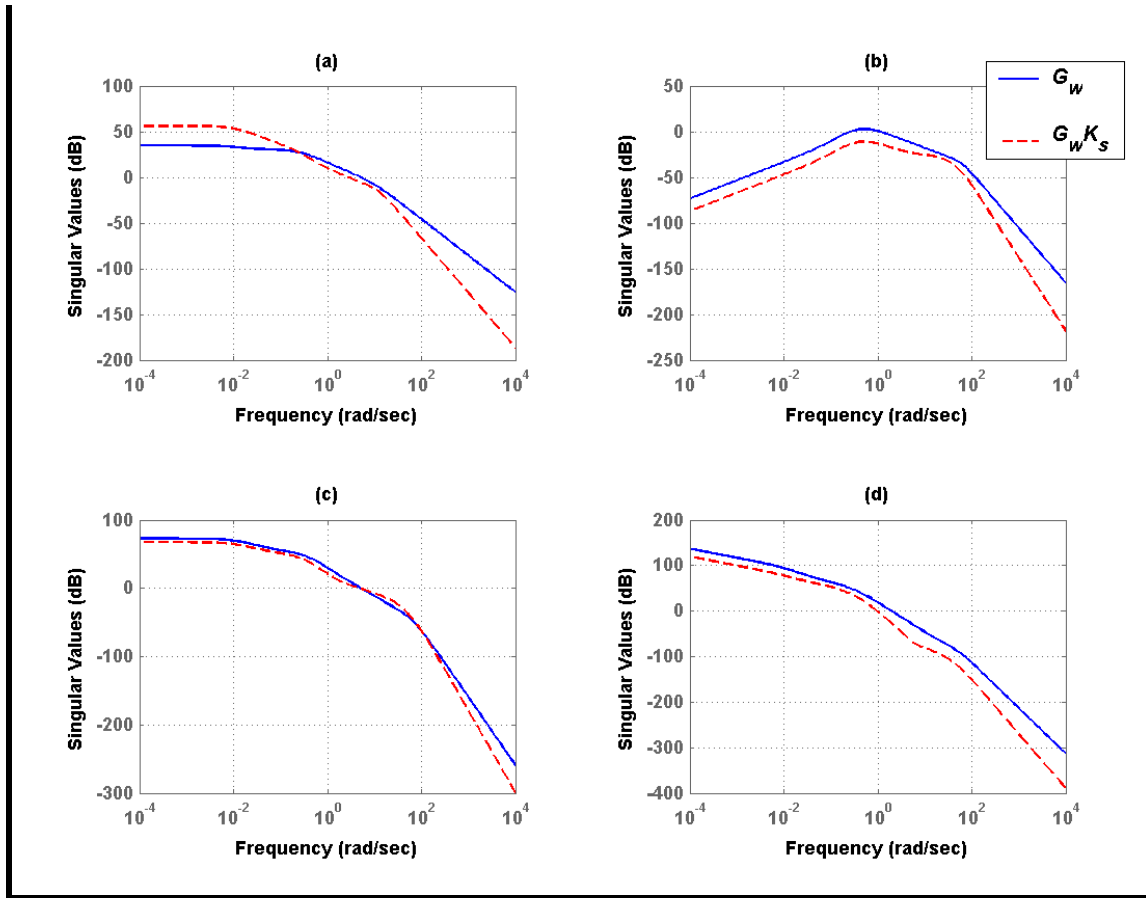 (a)
100
50
0
-50
-100
-150
-200
Singular Values (dB)
10^-4 10^-2 10^0 10^2 10^4
Frequency (rad/sec)
(b)
50
0
-50
-100
-150
-200
-250
Singular Values (dB)
10^-4 10^-2 10^0 10^2 10^4
Frequency (rad/sec)
G_w
G_wK_s
(c)
100
0
-100
-200
-300
Singular Values (dB)
10^-4 10^-2 10^0 10^2 10^4
Frequency (rad/sec)
(d)
200
100
0
-100
-200
-300
-400
Singular Values (dB)
10^-4 10^-2 10^0 10^2 10^4
Frequency (rad/sec)